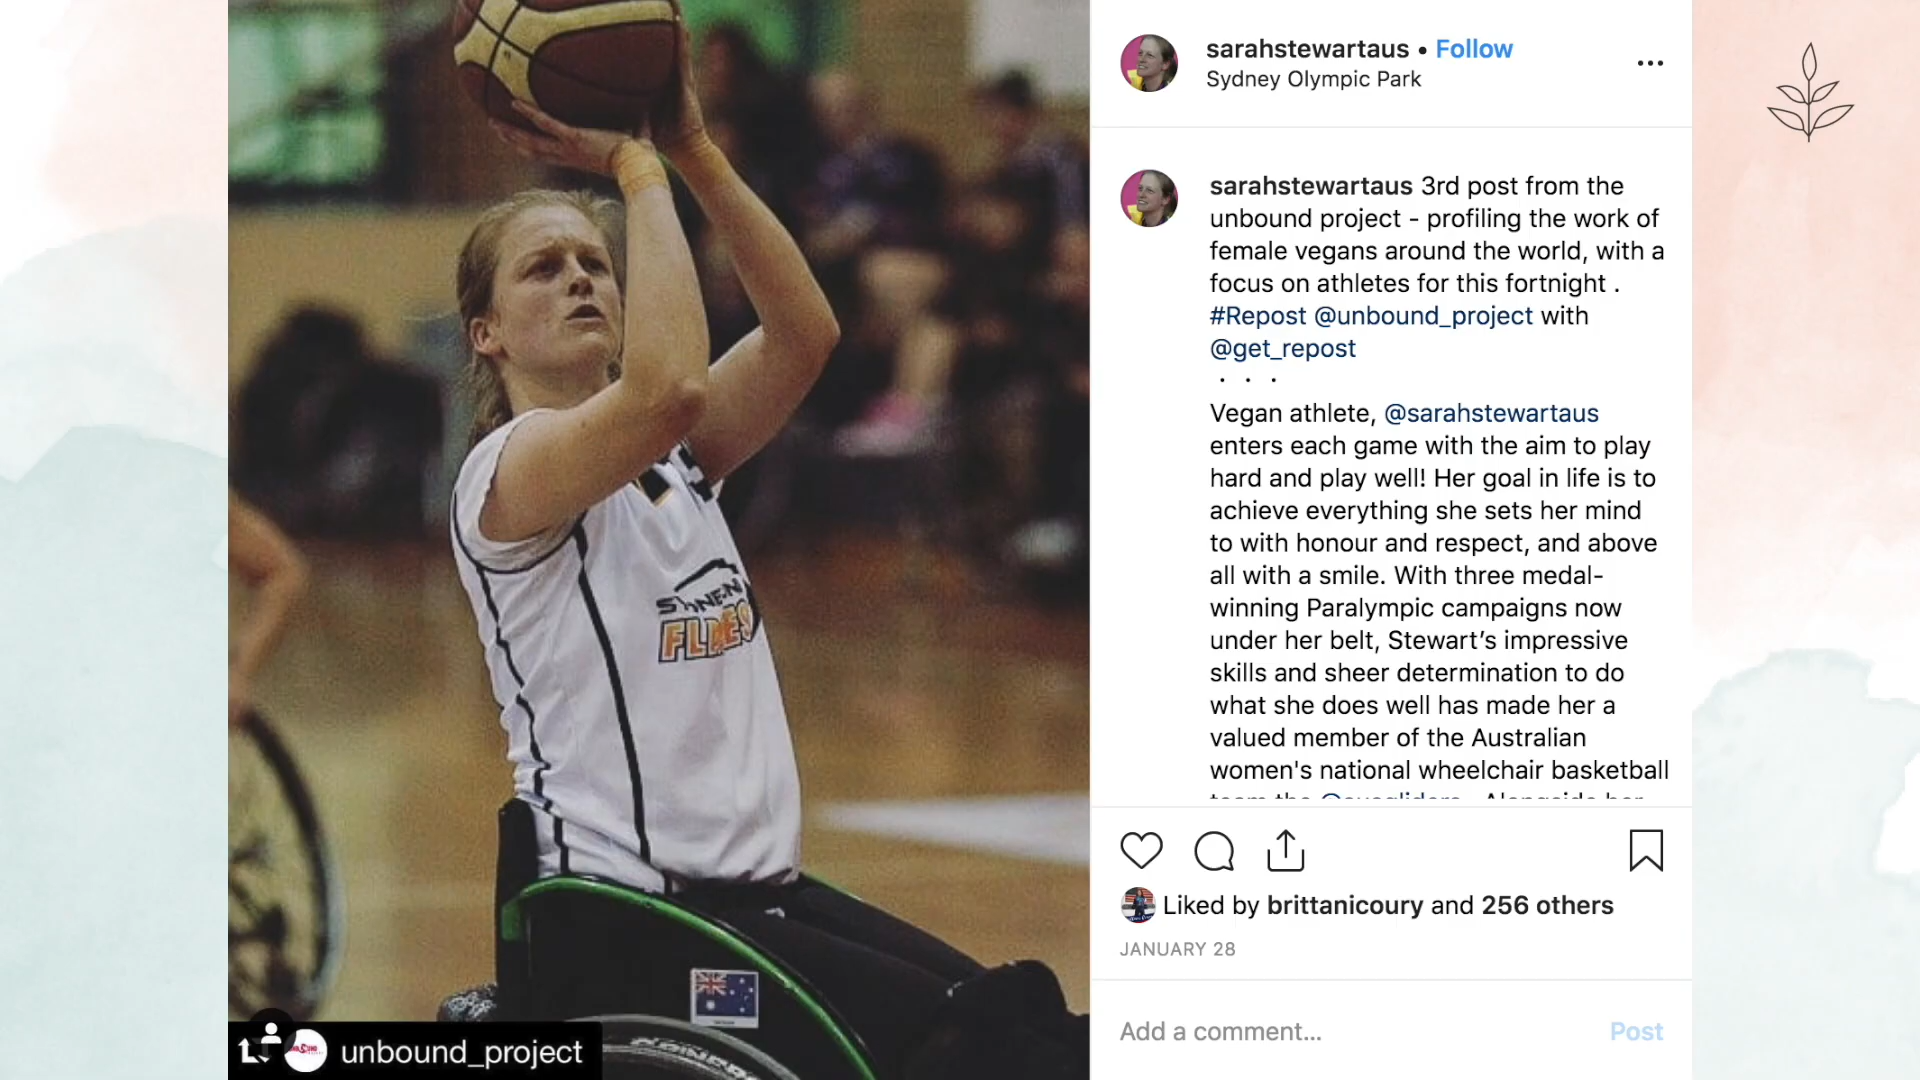 sarahstewartaus • Follow
Sydney Olympic Park
sarahstewartaus 3rd post from the
unbound project - profiling the work of
female vegans around the world, with a
focus on athletes for this fortnight .
#Repost @unbound_project with
@get_repost
. . .
Vegan athlete, @sarahstewartaus
enters each game with the aim to play
hard and play well! Her goal in life is to
achieve everything she sets her mind
to with honour and respect, and above
all with a smile. With three medal-
winning Paralympic campaigns now
under her belt, Stewart’s impressive
skills and sheer determination to do
what she does well has made her a
valued member of the Australian
women's national wheelchair basketball
Liked by brittanicoury and 256 others
JANUARY 28
Add a comment... Post
unbound_project